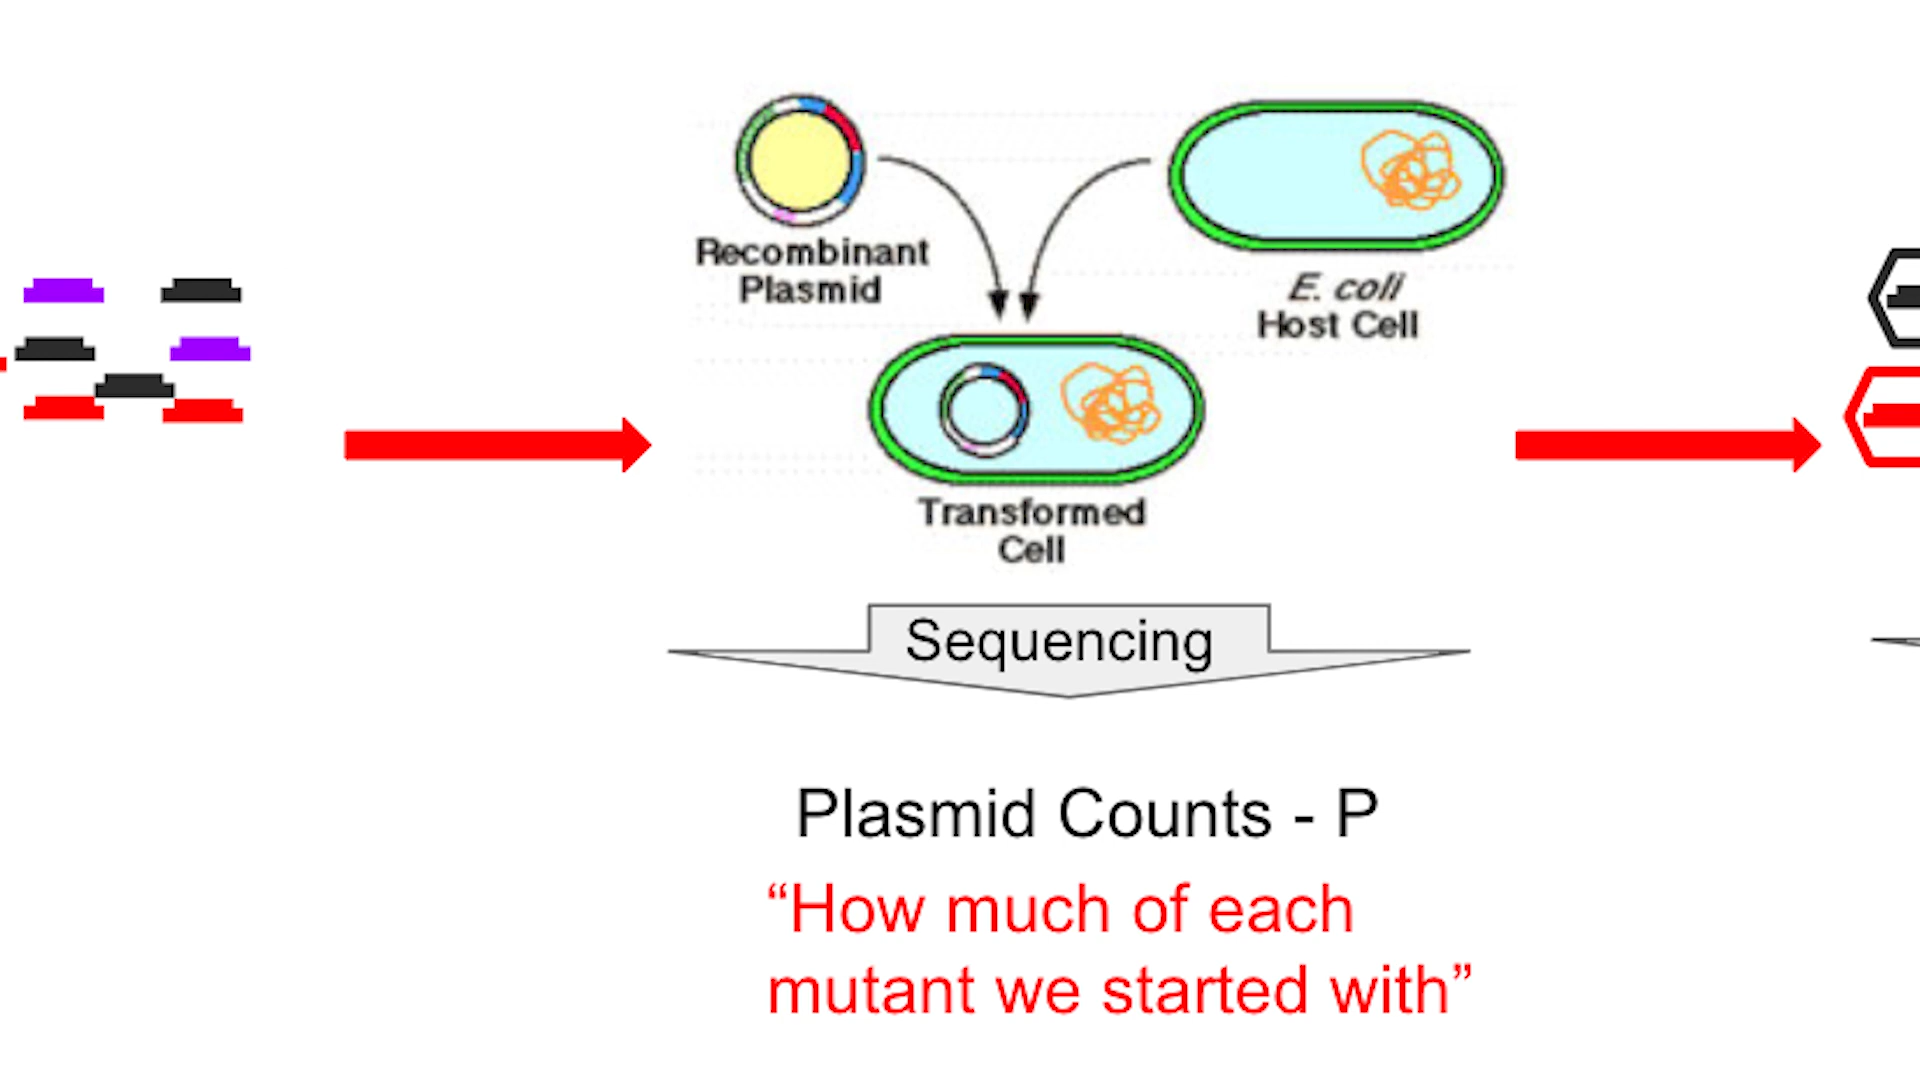 Recombinant
Plasmid
E. coli
Host Cell
Transformed
Cell
Sequencing
Plasmid Counts - P
“How much of each
mutant we started with”